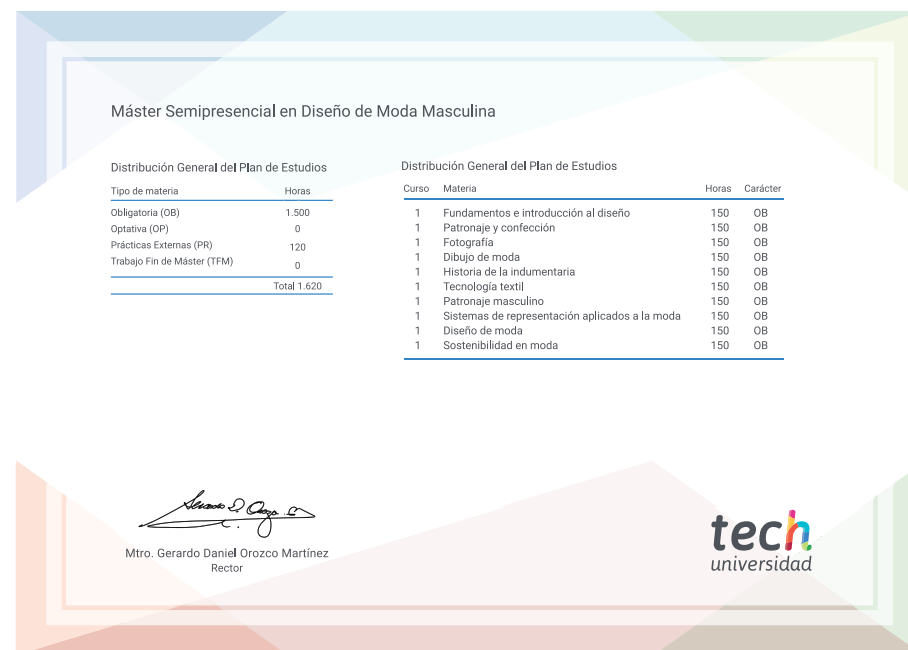 Máster Semipresencial en Diseño de Moda Masculina
Distribución General del Plan de Estudios
Tipo de materia Horas
Obligatoria (OB) 1.500
Optativa (OP) 0
Prácticas Externas (PR) 120
Trabajo Fin de Máster (TFM) 0
Total 1.620
Distribución General del Plan de Estudios
Curso Materia Horas Carácter
1 Fundamentos e introducción al diseño 150 OB
1 Patronaje y confección 150 OB
1 Fotografía 150 OB
1 Dibujo de moda 150 OB
1 Historia de la indumentaria 150 OB
1 Tecnología textil 150 OB
1 Patronaje masculino 150 OB
1 Sistemas de representación aplicados a la moda 150 OB
1 Diseño de moda 150 OB
1 Sostenibilidad en moda 150 OB
Mtro. Gerardo Daniel Orozco Martínez
Rector
tech
universidad